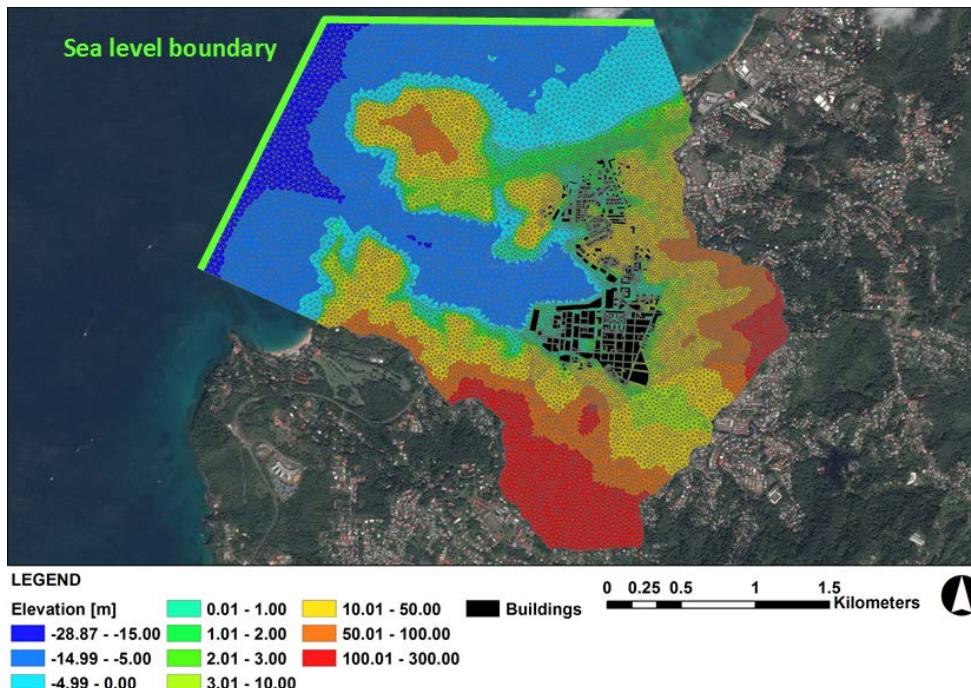 Sea level boundary
LEGEND
Elevation [m]
-28.87 - -15.00
-14.99 - -5.00
-4.99 - 0.00
0.01 - 1.00
1.01 - 2.00
2.01 - 3.00
3.01 - 10.00
10.01 - 50.00
50.01 - 100.00
100.01 - 300.00
Buildings
0 0.25 0.5 1 1.5
Kilometers